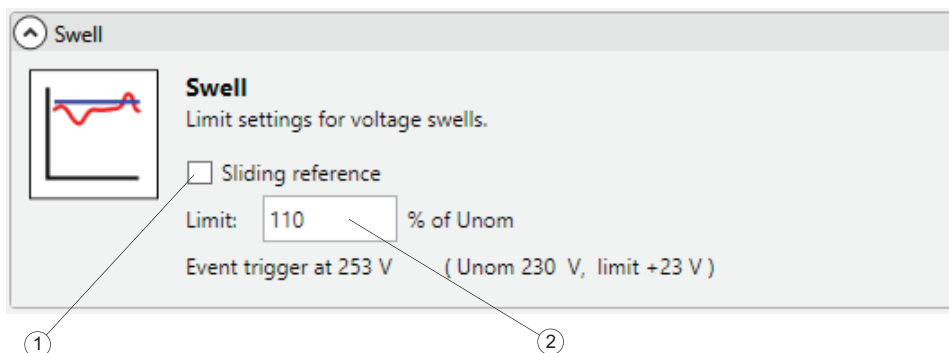 Swell
Swell
Limit settings for voltage swells.
Sliding reference
Limit: 110 % of Unom
Event trigger at 253 V ( Unom 230 V, limit +23 V )
1 2